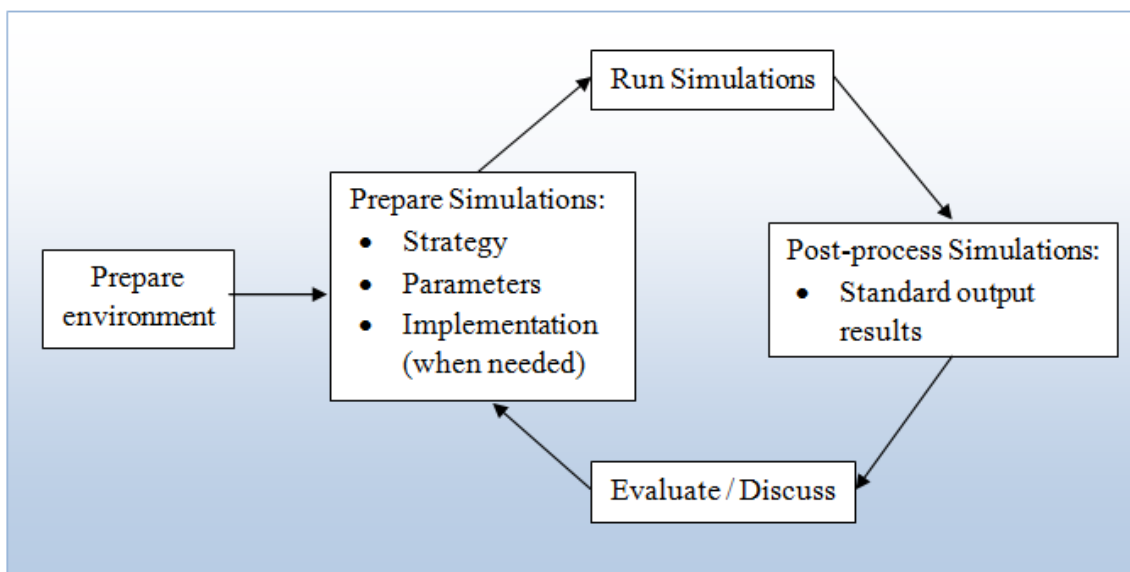 Run Simulations
Prepare Simulations:
• Strategy
• Parameters
• Implementation
(when needed)
Prepare
environment
Post-process Simulations:
• Standard output
results
Evaluate / Discuss